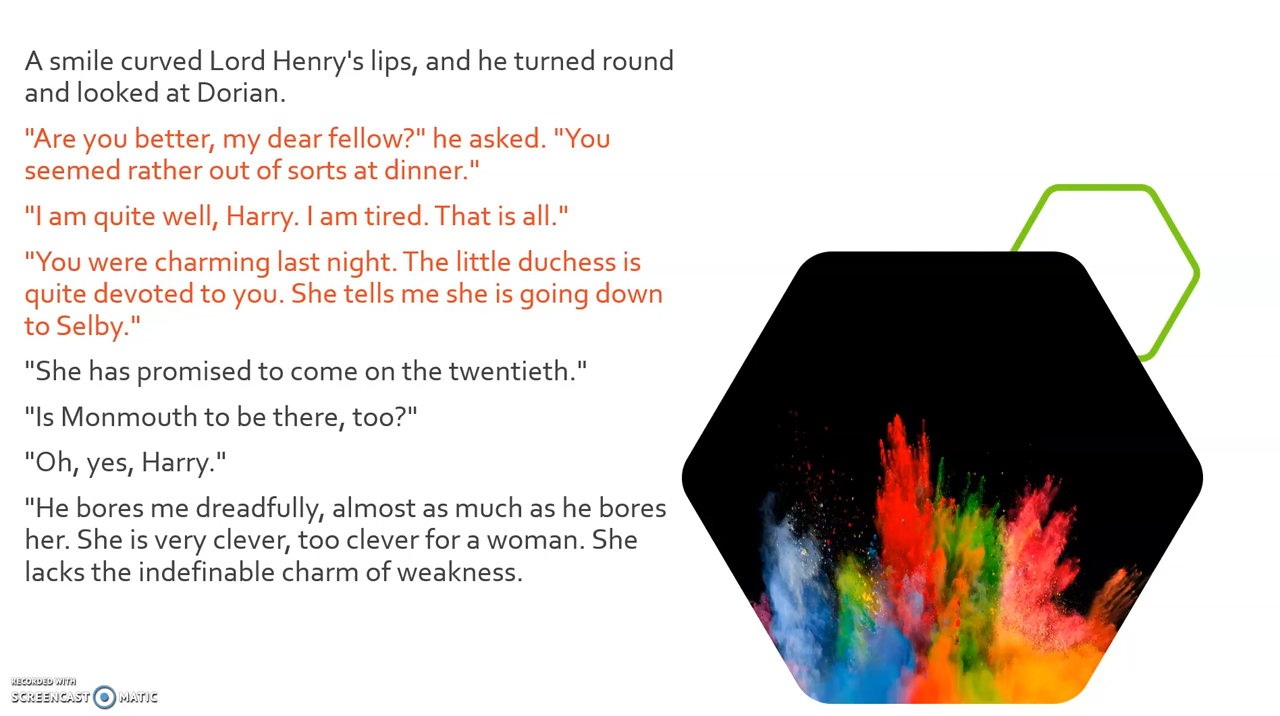 A smile curved Lord Henry's lips, and he turned round
and looked at Dorian.
"Are you better, my dear fellow?" he asked. "You
seemed rather out of sorts at dinner."
"I am quite well, Harry. I am tired. That is all."
"You were charming last night. The little duchess is
quite devoted to you. She tells me she is going down
to Selby."
"She has promised to come on the twentieth."
"Is Monmouth to be there, too?"
"Oh, yes, Harry."
"He bores me dreadfully, almost as much as he bores
her. She is very clever, too clever for a woman. She
lacks the indefinable charm of weakness.
RECORDED WITH
SCREENCAST MATIC